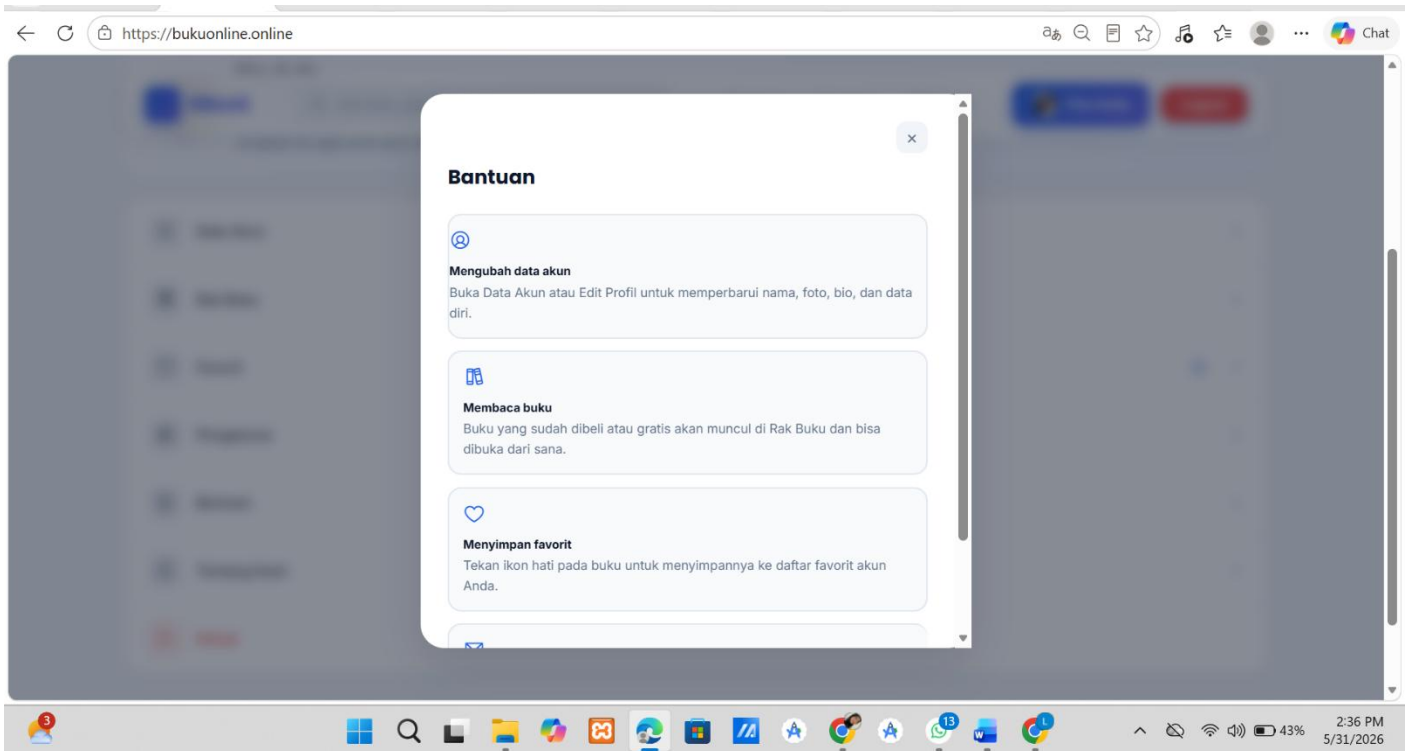 https://bukuonline.online
Chat
Bantuan
Mengubah data akun
Buka Data Akun atau Edit Profil untuk memperbarui nama, foto, bio, dan data
diri.
Membaca buku
Buku yang sudah dibeli atau gratis akan muncul di Rak Buku dan bisa
dibuka dari sana.
Menyimpan favorit
Tekan ikon hati pada buku untuk menyimpannya ke daftar favorit akun
Anda.
3
13
43%
2:36 PM
5/31/2026